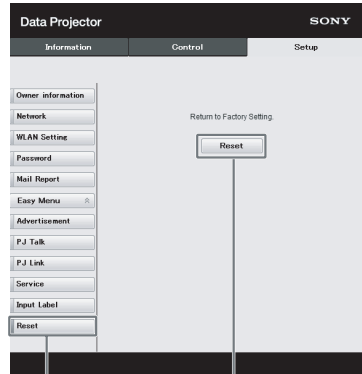 Data Projector SONY
Information Control Setup
Owner information
Network
Return to Factory Setting.
WLAN Setting
Reset
Password
Mail Report
Easy Menu
Advertisement
PJ Talk
PJ Link
Service
Input Label
Reset